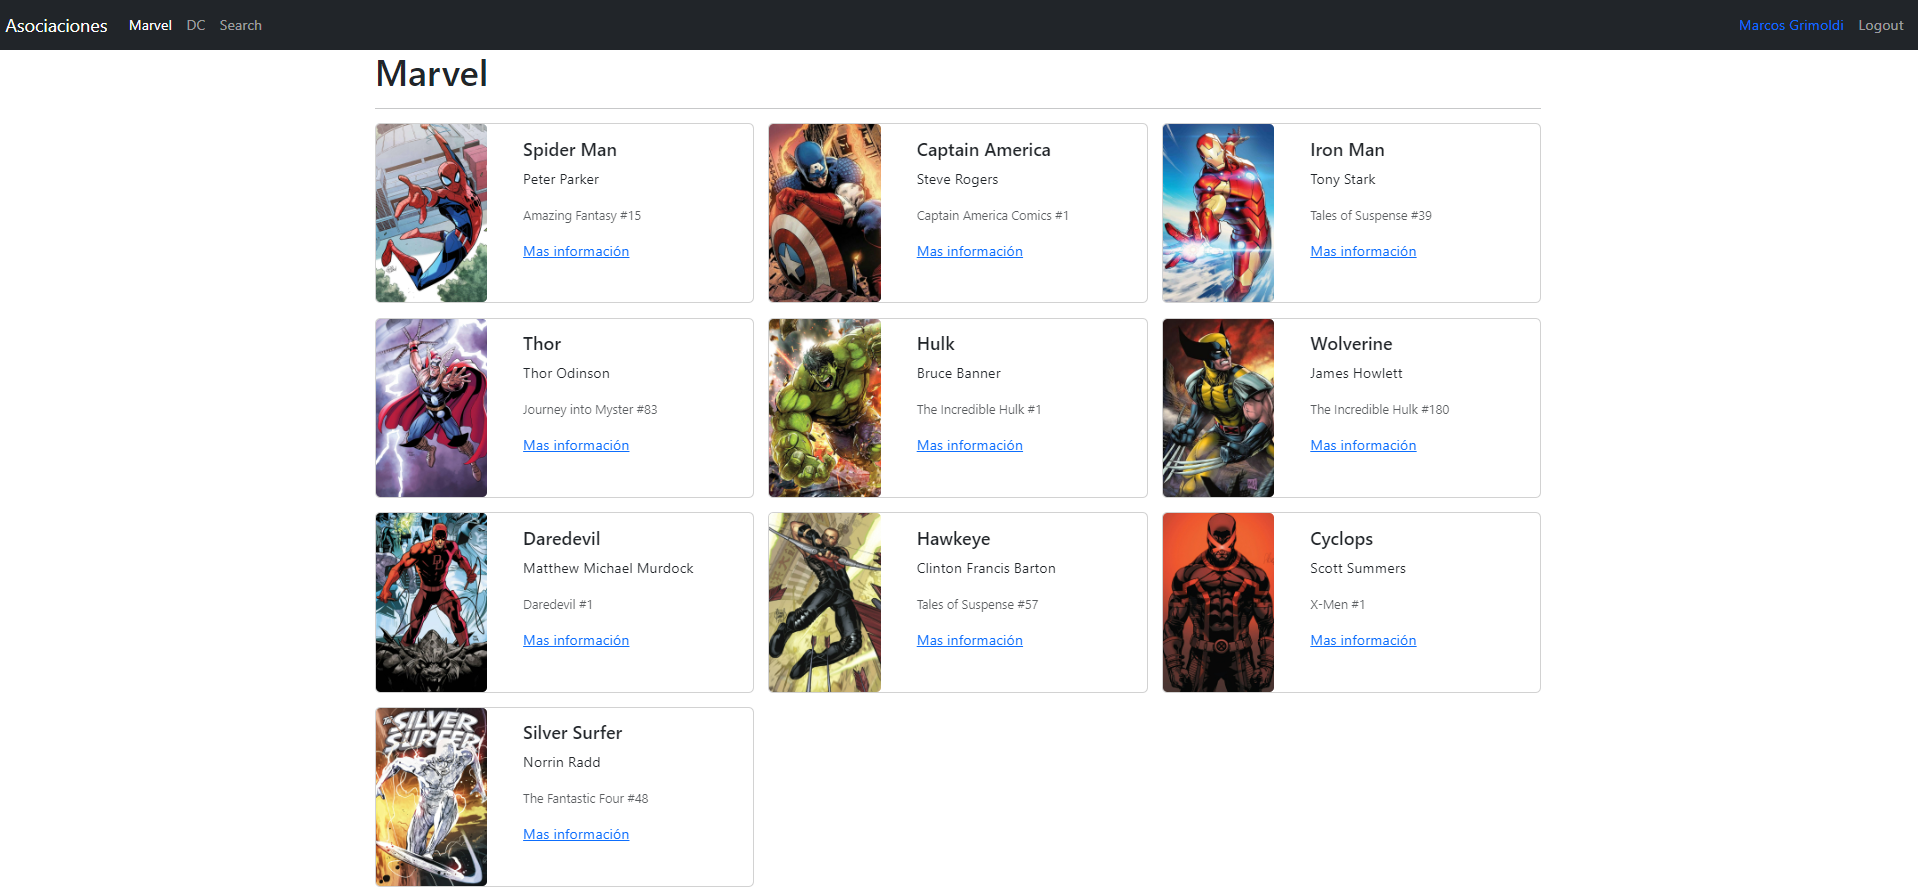 Asociaciones Marvel DC Search Marcos Grimoldi Logout
Marvel
Spider Man
Peter Parker
Amazing Fantasy #15
Mas información
Captain America
Steve Rogers
Captain America Comics #1
Mas información
Iron Man
Tony Stark
Tales of Suspense #39
Mas información
Thor
Thor Odinson
Journey into Myster #83
Mas información
Hulk
Bruce Banner
The Incredible Hulk #1
Mas información
Wolverine
James Howlett
The Incredible Hulk #180
Mas información
Daredevil
Matthew Michael Murdock
Daredevil #1
Mas información
Hawkeye
Clinton Francis Barton
Tales of Suspense #57
Mas información
Cyclops
Scott Summers
X-Men #1
Mas información
THE SILVER
SURFER
Silver Surfer
Norrin Radd
The Fantastic Four #48
Mas información